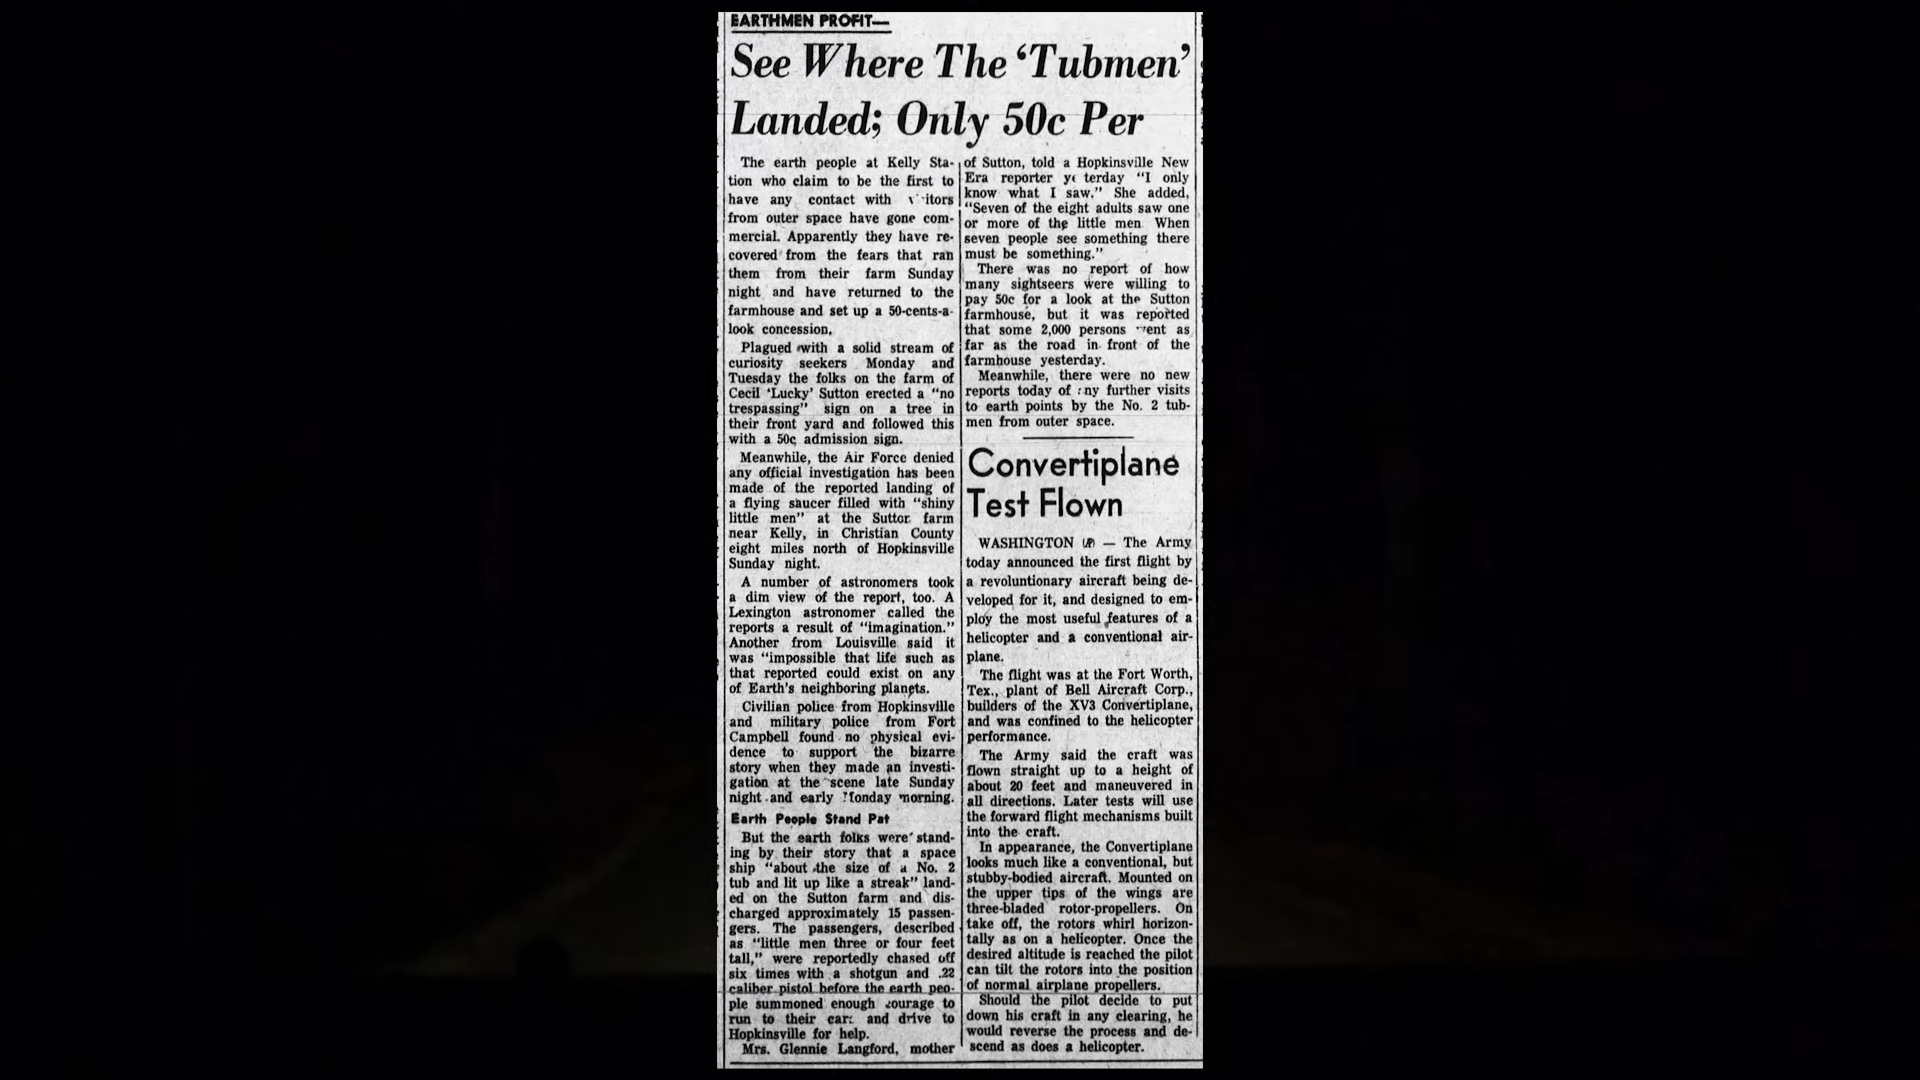 EARTHMEN PROFIT—
See Where The ‘Tubmen’
Landed; Only 50c Per
The earth people at Kelly Sta-
tion who claim to be the first to
have any contact with
from outer space have gone com-
mercial. Apparently they have re-
covered from the fears that ran
them from their farm Sunday
night and have returned to the
farmhouse and set up a 50-cents-a-
look concession.
Plagued with a solid stream of
curiosity seekers Monday and
Tuesday the folks on the farm of
Cecil 'Lucky' Sutton erected a "no
trespassing" sign on a tree in
their front yard and followed this
with a 50c admission sign.
Meanwhile, the Air Force denied
any official investigation has been
made of the reported landing of
a flying saucer filled with "shiny
little men" at the Sutton farm
near Kelly, in Christian County
eight miles north of Hopkinsville
Sunday night.
A number of astronomers took
a dim view of the report, too. A
Lexington astronomer called the
reports a result of "imagination."
Another from Louisville said it
was "impossible that life such as
that reported could exist on any
of Earth's neighboring planets.
Civilian police from Hopkinsville
and military police from Fort
Campbell found no physical evi-
dence to support the bizarre
story when they made an investi-
gation at the scene late Sunday
night and early Monday morning.
Earth People Stand Pat
But the earth folks were stand-
ing by their story that a space
ship "about the size of a No. 2
tub and lit up like a streak" land-
ed on the Sutton farm and dis-
charged approximately 15 passen-
gers. The passengers, described
as "little men three or four feet
tall," were reportedly chased off
six times with a shotgun and .22
caliber pistol before the earth peo-
ple summoned enough courage to
run to their cars and drive to
Hopkinsville for help.
Mrs. Glennie Langford, mother
of Sutton, told a Hopkinsville New
Era reporter yesterday "I only
know what I saw." She added,
"Seven of the eight adults saw one
or more of the little men. When
seven people see something there
must be something."
There was no report of how
many sightseers were willing to
pay 50c for a look at the Sutton
farmhouse, but it was reported
that some 2,000 persons went as
far as the road in front of the
farmhouse yesterday.
Meanwhile, there were no new
reports today of any further visits
to earth points by the No. 2 tub-
men from outer space.
Convertiplane
Test Flown
WASHINGTON (AP) — The Army
today announced the first flight by
a revoluntionary aircraft being de-
veloped for it, and designed to em-
ploy the most useful features of a
helicopter and a conventional air-
plane.
The flight was at the Fort Worth,
Tex., plant of Bell Aircraft Corp.,
builders of the XV3 Convertiplane,
and was confined to the helicopter
performance.
The Army said the craft was
flown straight up to a height of
about 20 feet and maneuvered in
all directions. Later tests will use
the forward flight mechanisms built
into the craft.
In appearance, the Convertiplane
looks much like a conventional, but
stubby-bodied aircraft. Mounted on
the upper tips of the wings are
three-bladed rotor-propellers. On
take off, the rotors whirl horizon-
tally as on a helicopter. Once the
desired altitude is reached the pilot
can tilt the rotors into the position
of normal airplane propellers.
Should the pilot decide to put
down his craft in any clearing, he
would reverse the process and de-
scend as does a helicopter.